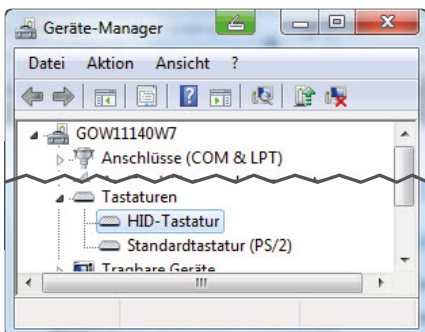 Geräte-Manager
Datei Aktion Ansicht ?
GOW11140W7
Anschlüsse (COM & LPT)
Tastaturen
HID-Tastatur
Standardtastatur (PS/2)
Tragbare Geräte